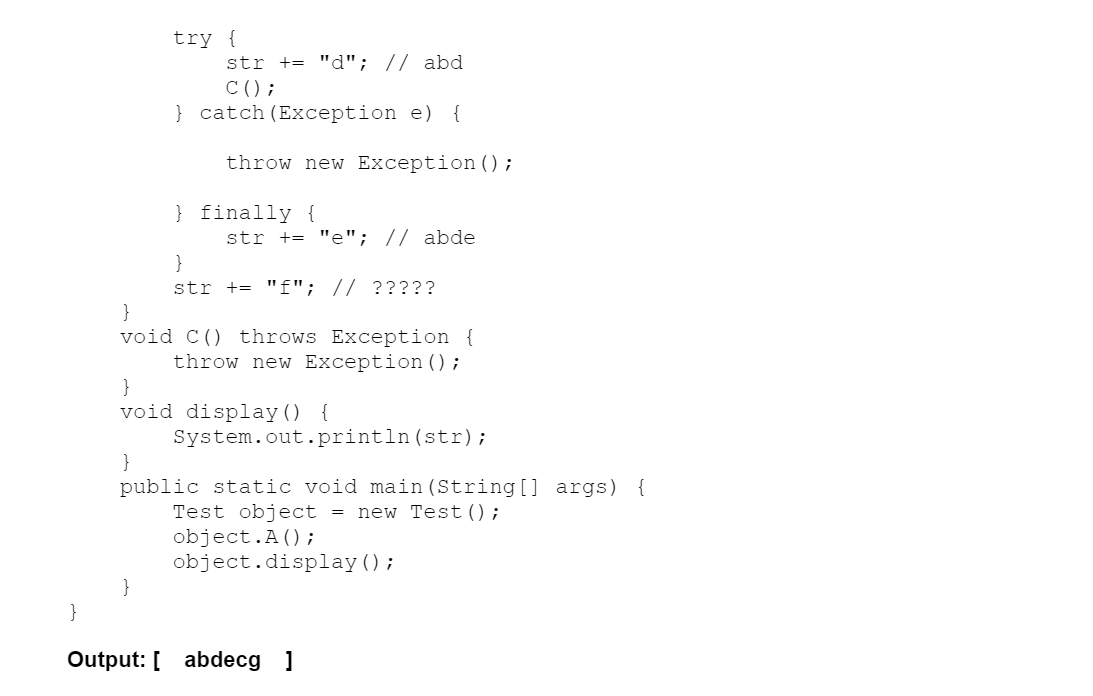 try {
str += "d"; // abd
C();
} catch(Exception e) {
throw new Exception();
} finally {
str += "e"; // abde
}
str += "f"; // ?????
}
void C() throws Exception {
throw new Exception();
}
void display() {
System.out.println(str);
}
public static void main(String[] args) {
Test object = new Test();
object.A();
object.display();
}
}
Output: [ abdecg ]